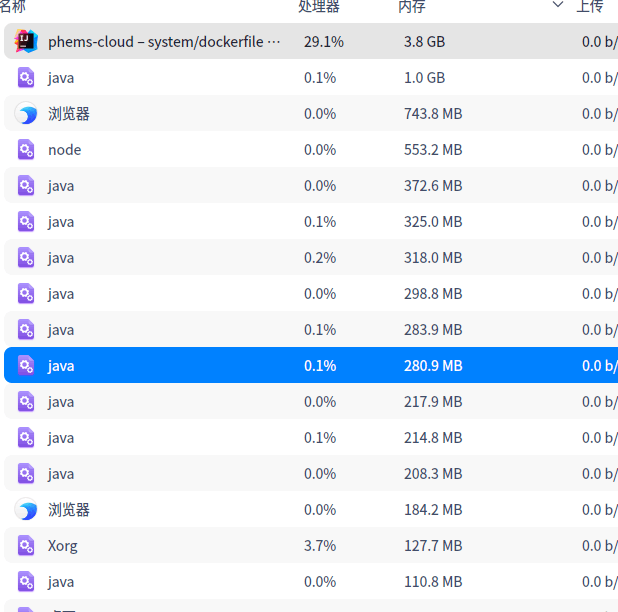 名称 处理器 内存 上传
phems-cloud – system/dockerfile ⋯ 29.1% 3.8 GB 0.0 b/
java 0.1% 1.0 GB 0.0 b/
浏览器 0.0% 743.8 MB 0.0 b/
node 0.0% 553.2 MB 0.0 b/
java 0.0% 372.6 MB 0.0 b/
java 0.1% 325.0 MB 0.0 b/
java 0.2% 318.0 MB 0.0 b/
java 0.0% 298.8 MB 0.0 b/
java 0.1% 283.9 MB 0.0 b/
java 0.1% 280.9 MB 0.0 b/
java 0.0% 217.9 MB 0.0 b/
java 0.1% 214.8 MB 0.0 b/
java 0.0% 208.3 MB 0.0 b/
浏览器 0.0% 184.2 MB 0.0 b/
Xorg 3.7% 127.7 MB 0.0 b/
java 0.0% 110.8 MB 0.0 b/